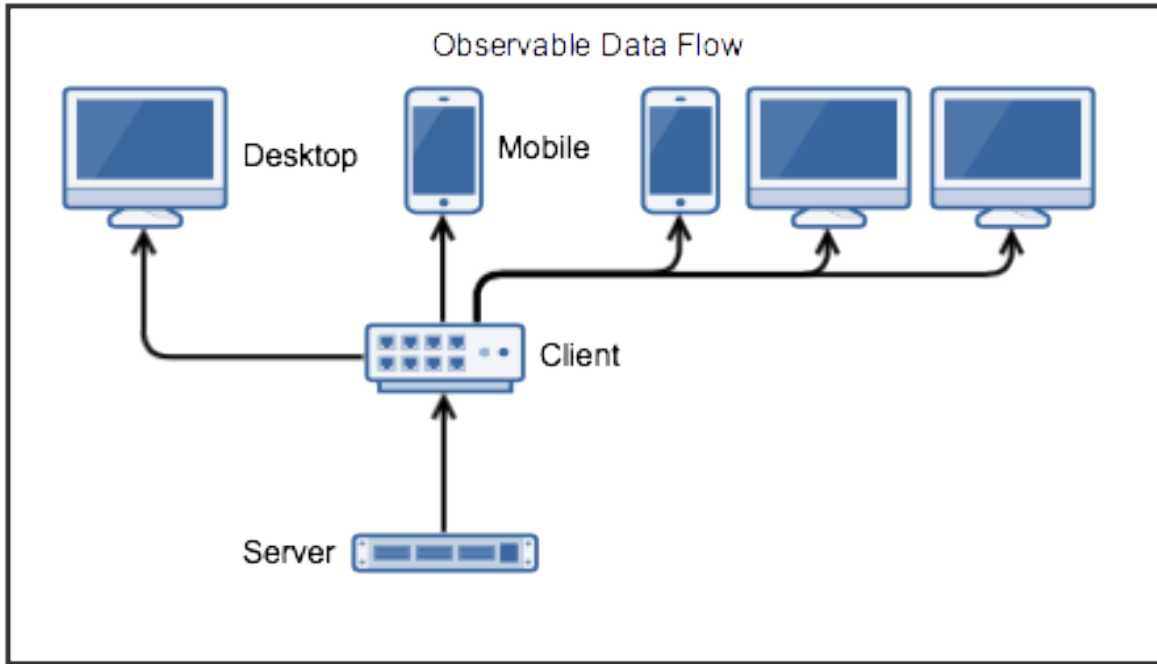 Observable Data Flow
Desktop
Mobile
Client
Server